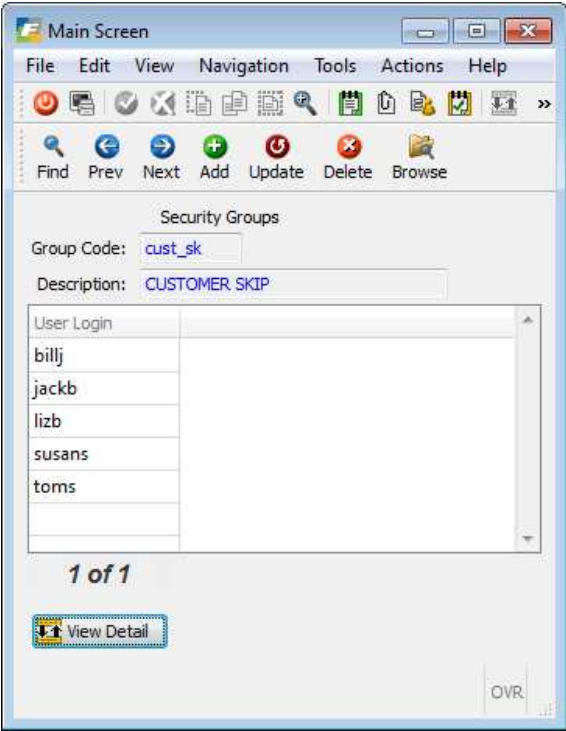 Main Screen
File Edit View Navigation Tools Actions Help
»
Find Prev Next Add Update Delete Browse
Security Groups
Group Code: cust_sk
Description: CUSTOMER SKIP
User Login
billj
jackb
lizb
susans
toms
1 of 1
View Detail
OVR